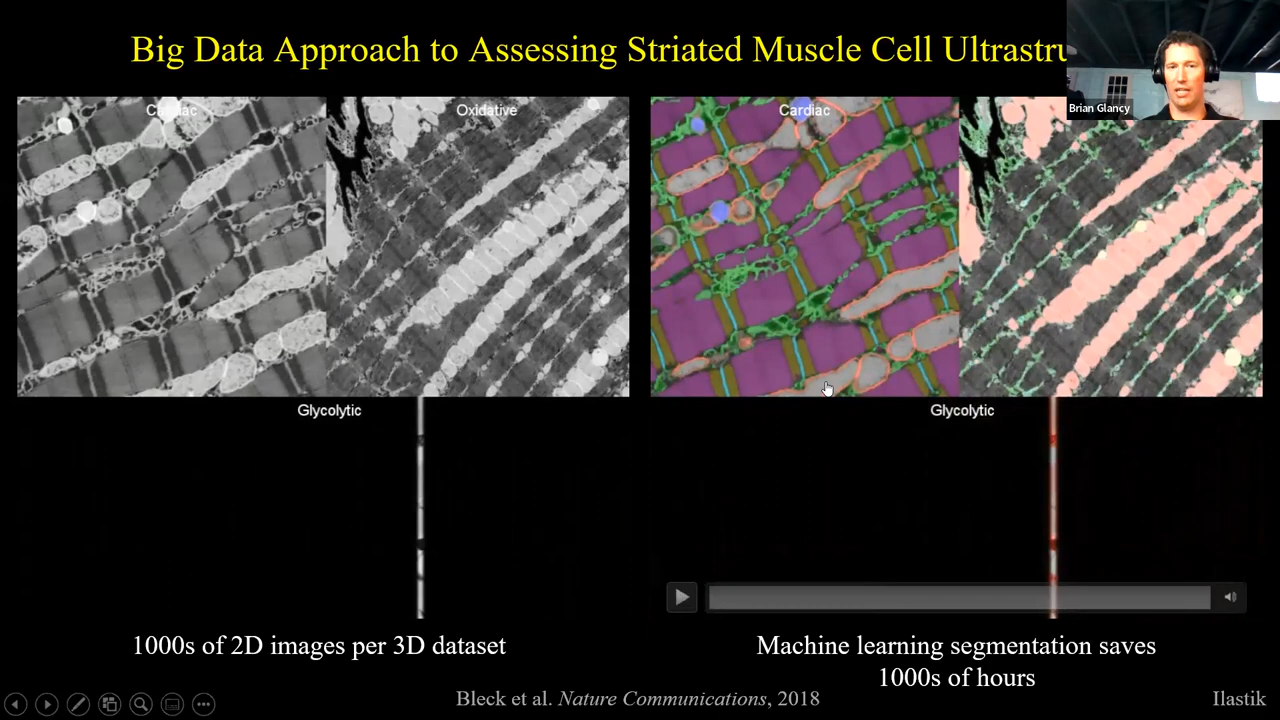 Big Data Approach to Assessing Striated Muscle Cell
Brian Glancy
Cardiac
Oxidative
Cardiac
Glycolytic
Glycolytic
1000s of 2D images per 3D dataset
Machine learning segmentation saves
1000s of hours
Bleck et al. Nature Communications, 2018
Ilastik